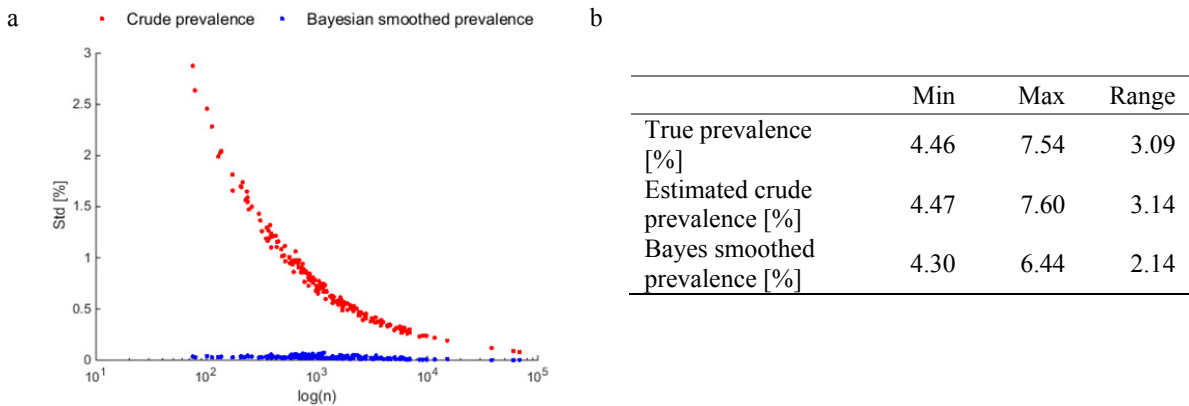 a
Crude prevalence Bayesian smoothed prevalence
3
2.5
2
1.5
1
0.5
0
Std [%]
10^1 10^2 10^3 10^4 10^5
log(n)
b
Min Max Range
True prevalence
[%] 4.46 7.54 3.09
Estimated crude
prevalence [%] 4.47 7.60 3.14
Bayes smoothed
prevalence [%] 4.30 6.44 2.14